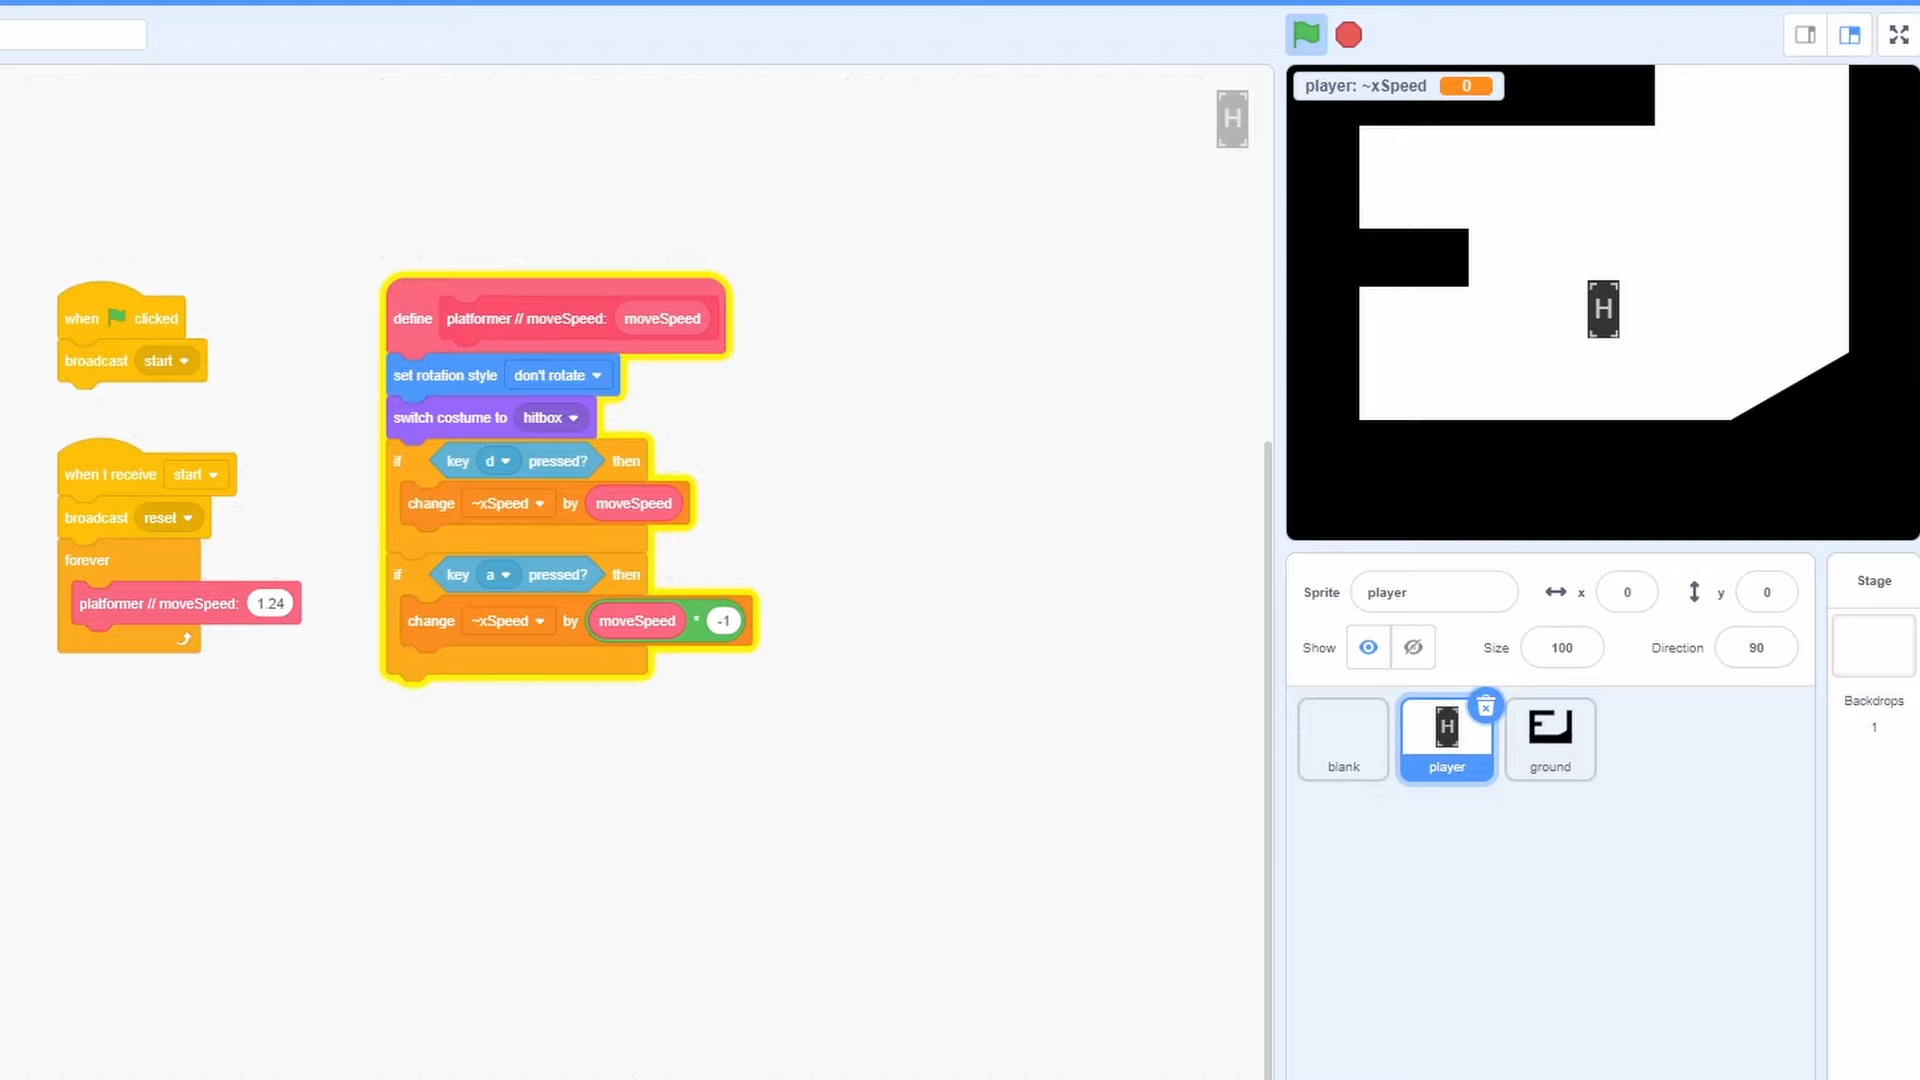 player: ~xSpeed 0
H
when clicked
broadcast start
when I receive start
broadcast reset
forever
platformer // moveSpeed: 1.24
define platformer // moveSpeed: moveSpeed
set rotation style don't rotate
switch costume to hitbox
if key d pressed? then
change ~xSpeed by moveSpeed
if key a pressed? then
change ~xSpeed by moveSpeed * -1
H
Sprite player x 0 y 0
Show Size 100 Direction 90
H
blank player ground
Stage
Backdrops
1